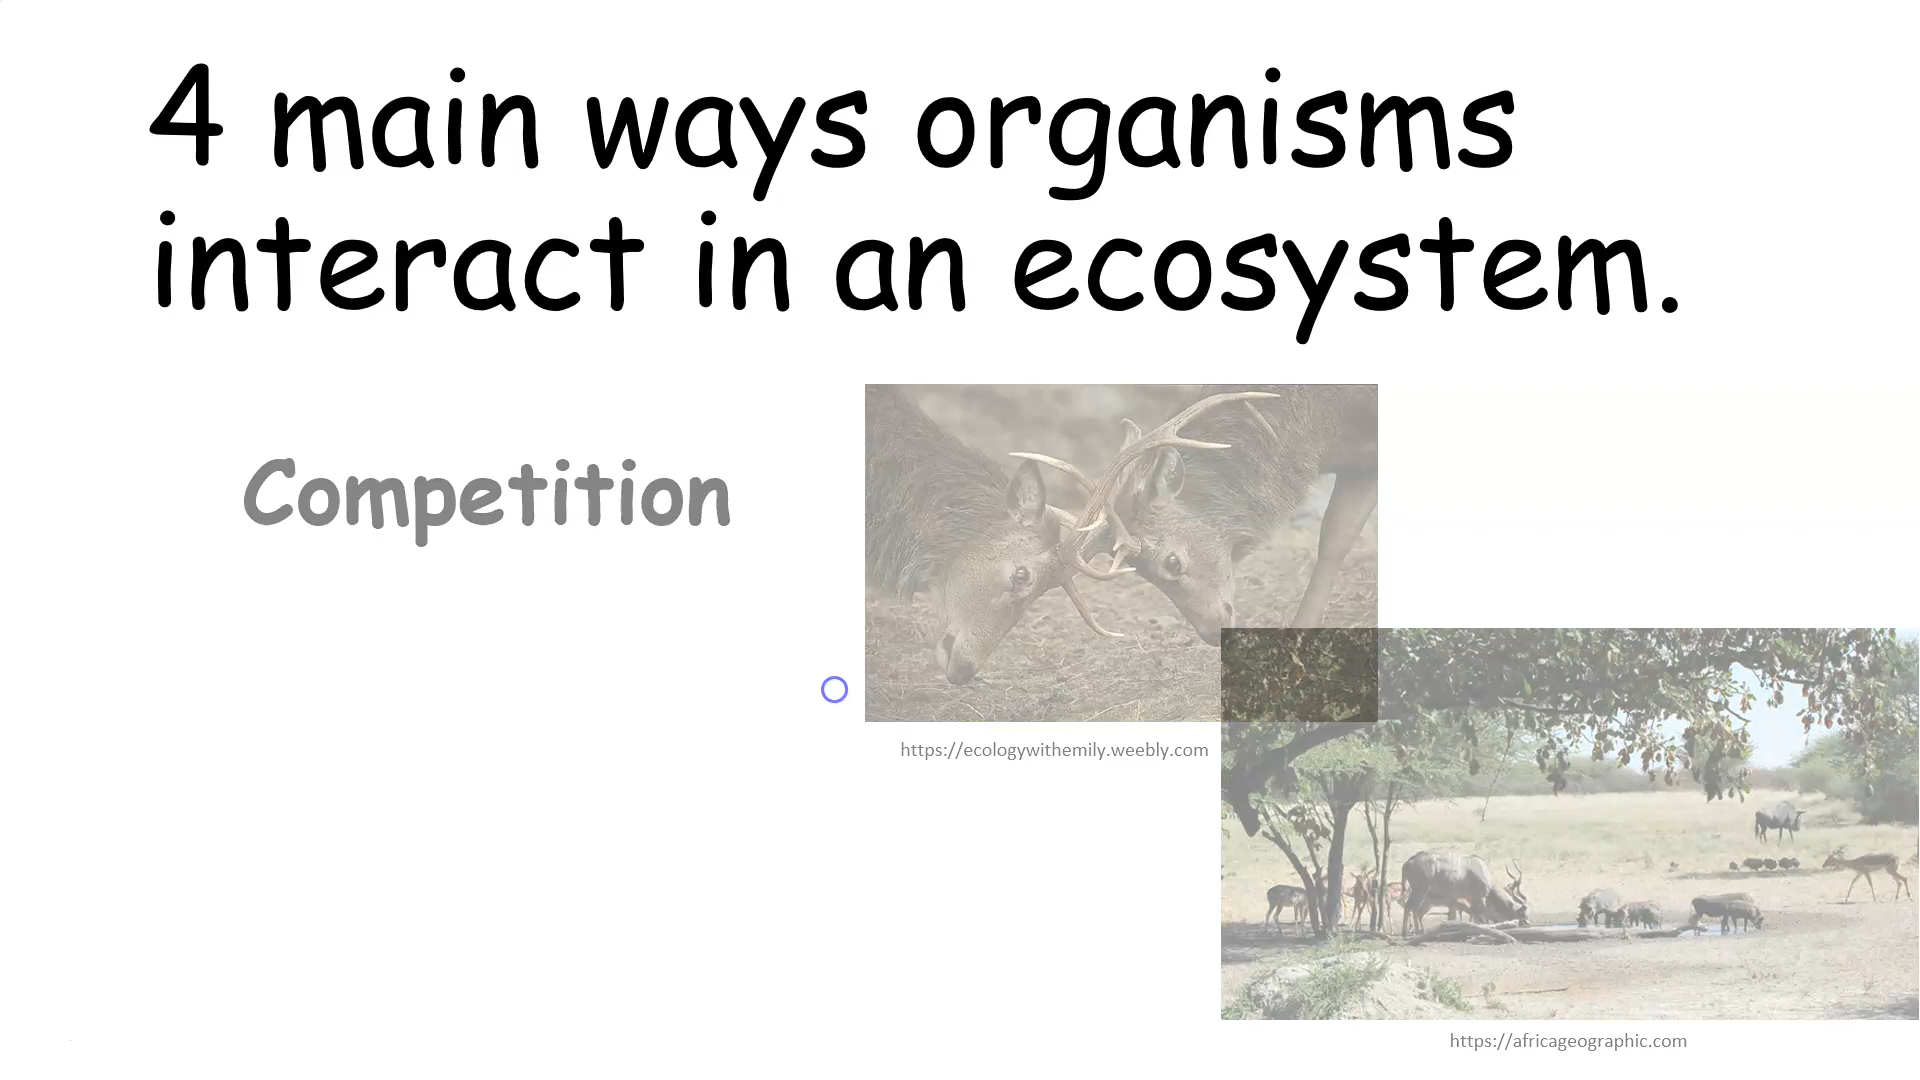 4 main ways organisms
interact in an ecosystem.
Competition
https://ecologywithemily.weebly.com
https://africageographic.com